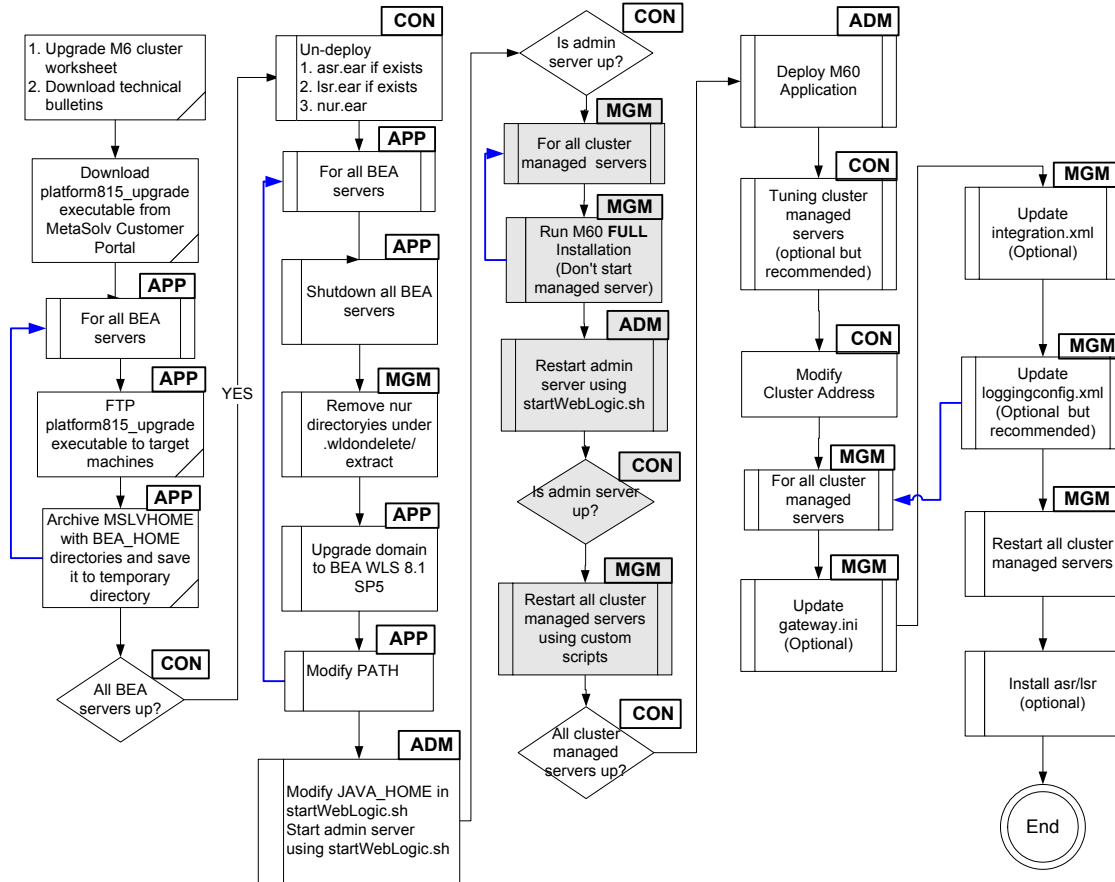 1. Upgrade M6 cluster
worksheet
2. Download technical
bulletins
Download
platform815_upgrade
executable from
MetaSolv Customer
Portal
APP
For all BEA
servers
APP
FTP
platform815_upgrade
executable to target
machines
APP
Archive MSLVHOME
with BEA_HOME
directories and save
it to temporary
directory
CON
All BEA
servers up?
YES
CON
Un-deploy
1. asr.ear if exists
2. lsr.ear if exists
3. nur.ear
APP
For all BEA
servers
APP
Shutdown all BEA
servers
MGM
Remove nur
directoryies under
.wldondelete/
extract
APP
Upgrade domain
to BEA WLS 8.1
SP5
APP
Modify PATH
ADM
Modify JAVA_HOME in
startWebLogic.sh
Start admin server
using startWebLogic.sh
CON
Is admin
server up?
MGM
For all cluster
managed servers
MGM
Run M60 FULL
Installation
(Don't start
managed server)
ADM
Restart admin
server using
startWebLogic.sh
CON
Is admin server
up?
MGM
Restart all cluster
managed servers
using custom
scripts
CON
All cluster
managed
servers up?
ADM
Deploy M60
Application
CON
Tuning cluster
managed
servers
(optional but
recommended)
CON
Modify
Cluster Address
MGM
For all cluster
managed
servers
MGM
Update
gateway.ini
(Optional)
MGM
Update
integration.xml
(Optional)
MGM
Update
loggingconfig.xml
(Optional but
recommended)
MGM
Restart all cluster
managed servers
Install asr/lsr
(optional)
End